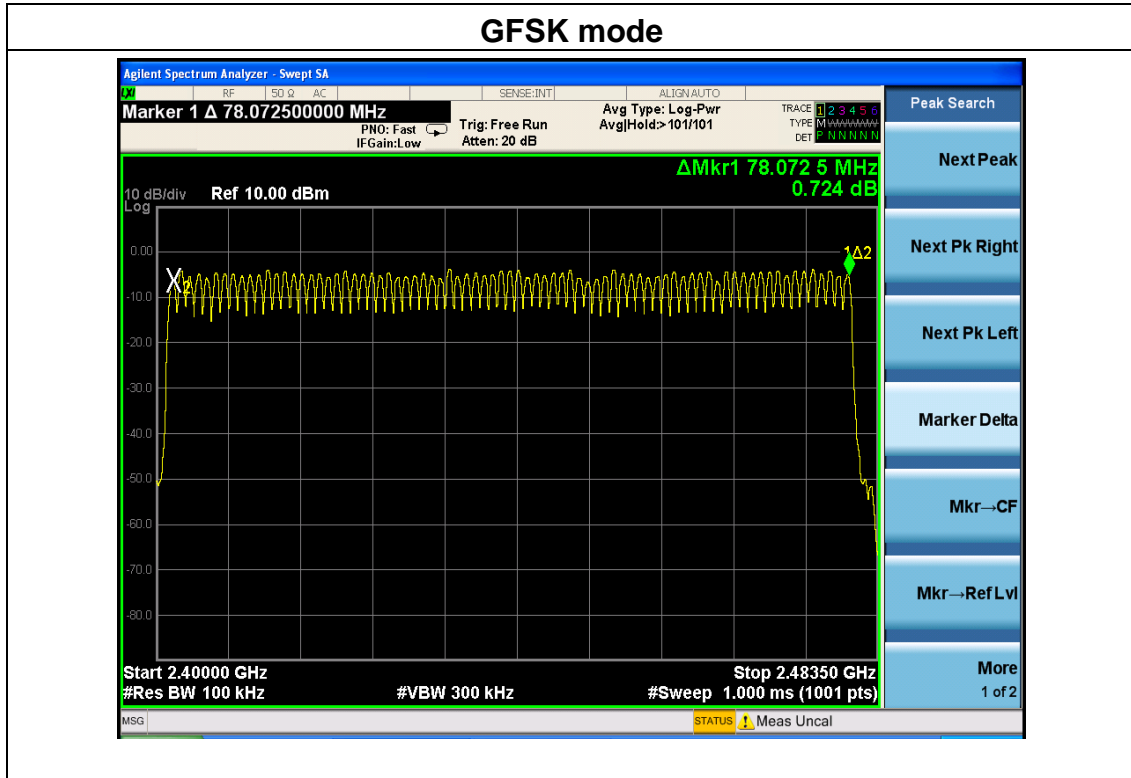 GFSK mode
Agilent Spectrum Analyzer - Swept SA
LXI RF 50 Ω AC SENSE:INT ALIGN AUTO
Marker 1 Δ 78.072500000 MHz
PNO: Fast
IFGain:Low
Trig: Free Run
Atten: 20 dB
Avg Type: Log-Pwr
Avg|Hold:> 101/101
TRACE 1 2 3 4 5 6
TYPE M
DET P N N N N N
Peak Search
ΔMkr1 78.072 5 MHz
0.724 dB
10 dB/div Ref 10.00 dBm
Log
0.00
-10.0
-20.0
-30.0
-40.0
-50.0
-60.0
-70.0
-80.0
X2
1Δ2
Next Peak
Next Pk Right
Next Pk Left
Marker Delta
Mkr→CF
Mkr→Ref Lvl
More
1 of 2
Start 2.40000 GHz Stop 2.48350 GHz
#Res BW 100 kHz #VBW 300 kHz #Sweep 1.000 ms (1001 pts)
MSG STATUS Meas Uncal